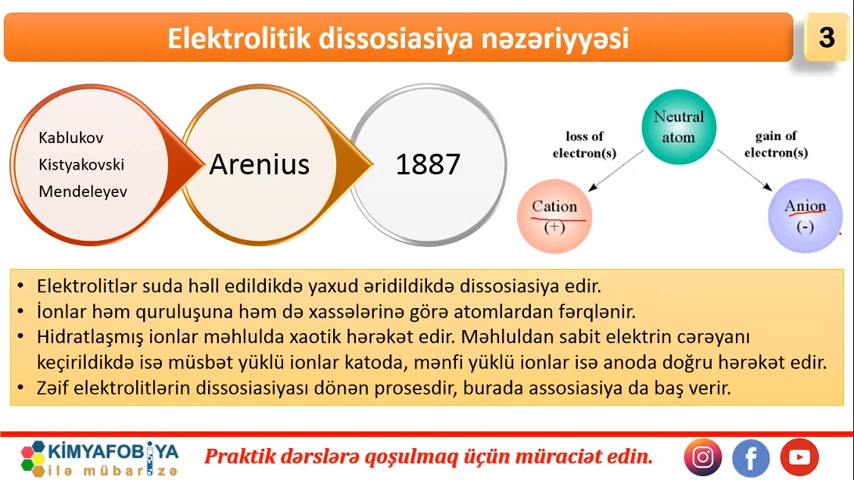 Elektrolitik dissosiasiya nəzəriyyəsi
3
Kablukov
Kistyakovski
Mendeleyev
Arenius
1887
Neutral
atom
loss of
electron(s)
gain of
electron(s)
Cation
(+)
Anion
(-)
• Elektrolitlər suda həll edildikdə yaxud əridildikdə dissosiasiya edir.
• İonlar həm quruluşuna həm də xassələrinə görə atomlardan fərqlənir.
• Hidratlaşmış ionlar məhlulda xaotik hərəkət edir. Məhluldan sabit elektrin cərəyanı
keçirildikdə isə müsbət yüklü ionlar katoda, mənfi yüklü ionlar isə anoda doğru hərəkət edir.
• Zəif elektrolitlərin dissosiasiyası dönən prosesdir, burada assosiasiya da baş verir.
KİMYAFOBİYA
ilə mübarizə
Praktik dərslərə qoşulmaq üçün müraciət edin.